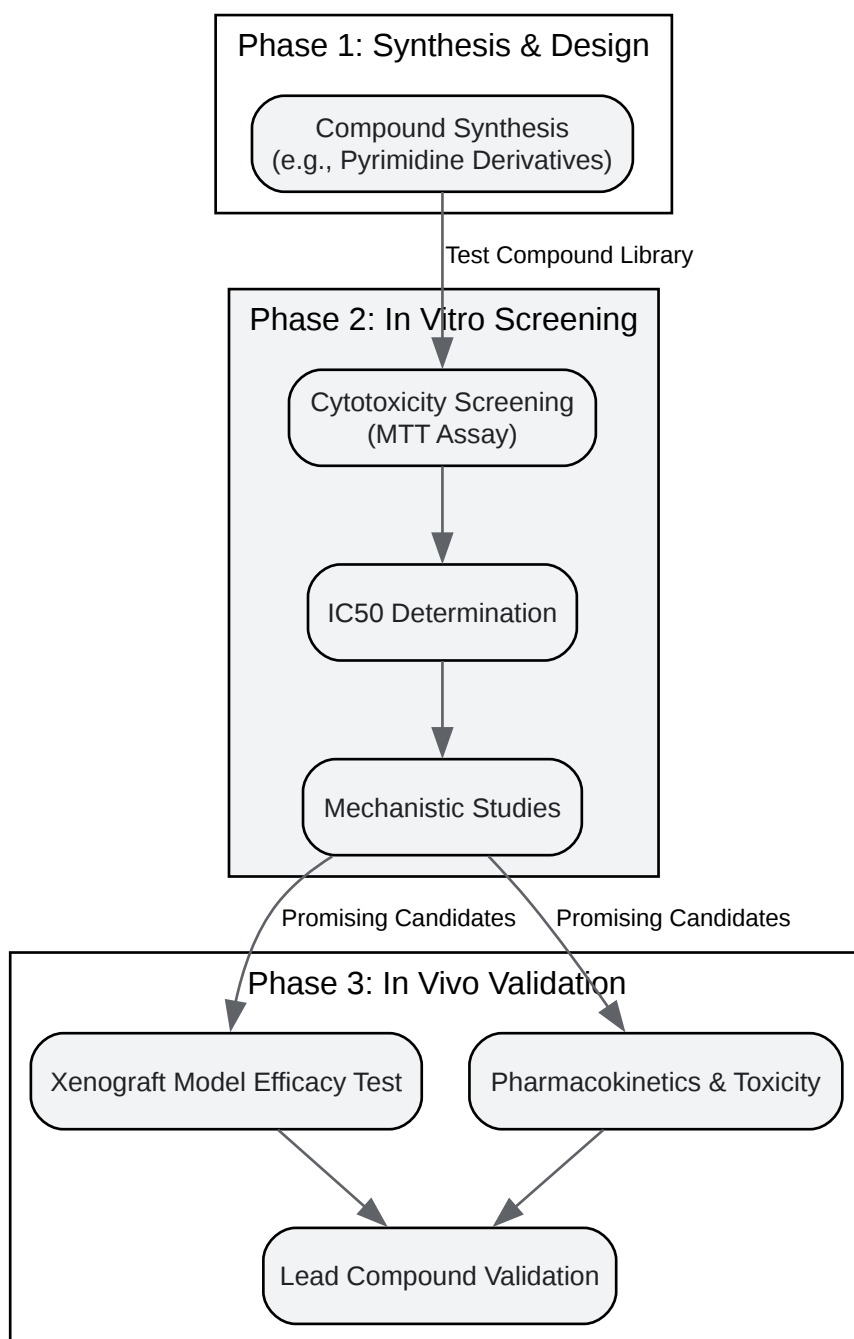 Phase 1: Synthesis & Design
Compound Synthesis
(e.g., Pyrimidine Derivatives)
Test Compound Library
Phase 2: In Vitro Screening
Cytotoxicity Screening
(MTT Assay)
IC50 Determination
Mechanistic Studies
Promising Candidates
Promising Candidates
Phase 3: In Vivo Validation
Xenograft Model Efficacy Test
Pharmacokinetics & Toxicity
Lead Compound Validation